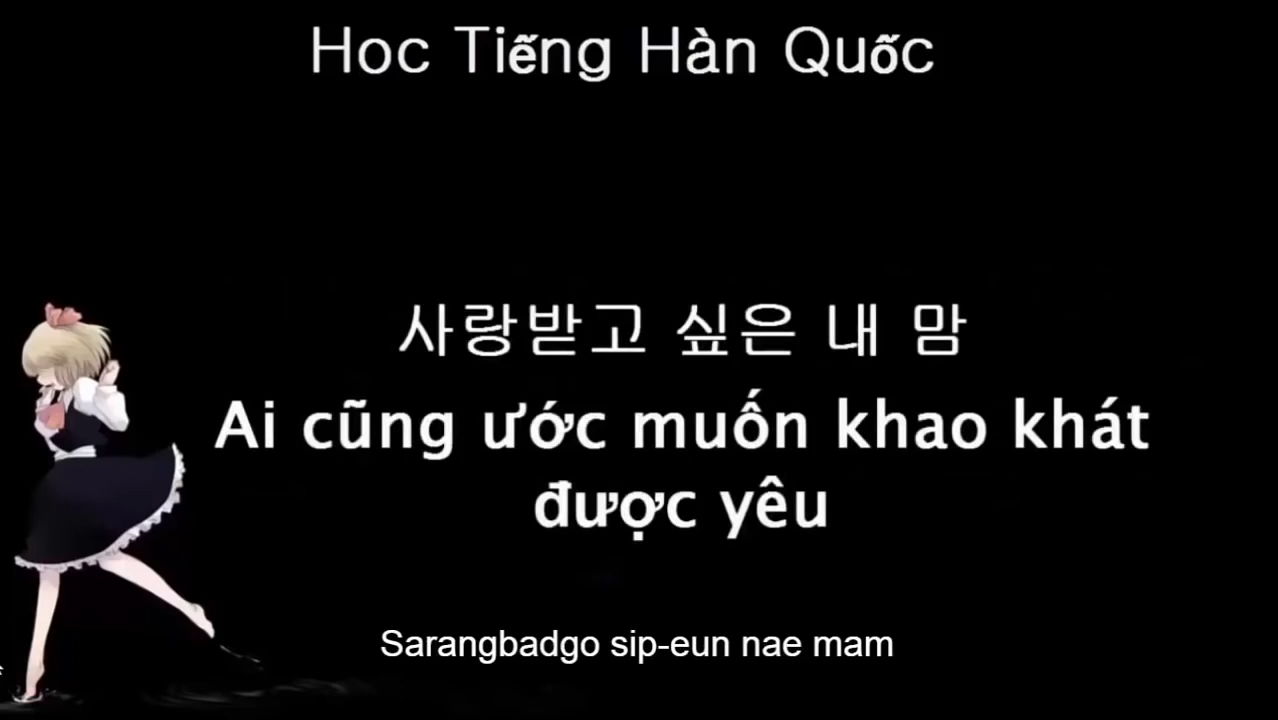 Hoc Tiếng Hàn Quốc
사랑받고 싶은 내 맘
Ai cũng ước muốn khao khát
được yêu
Sarangbadgo sip-eun nae mam